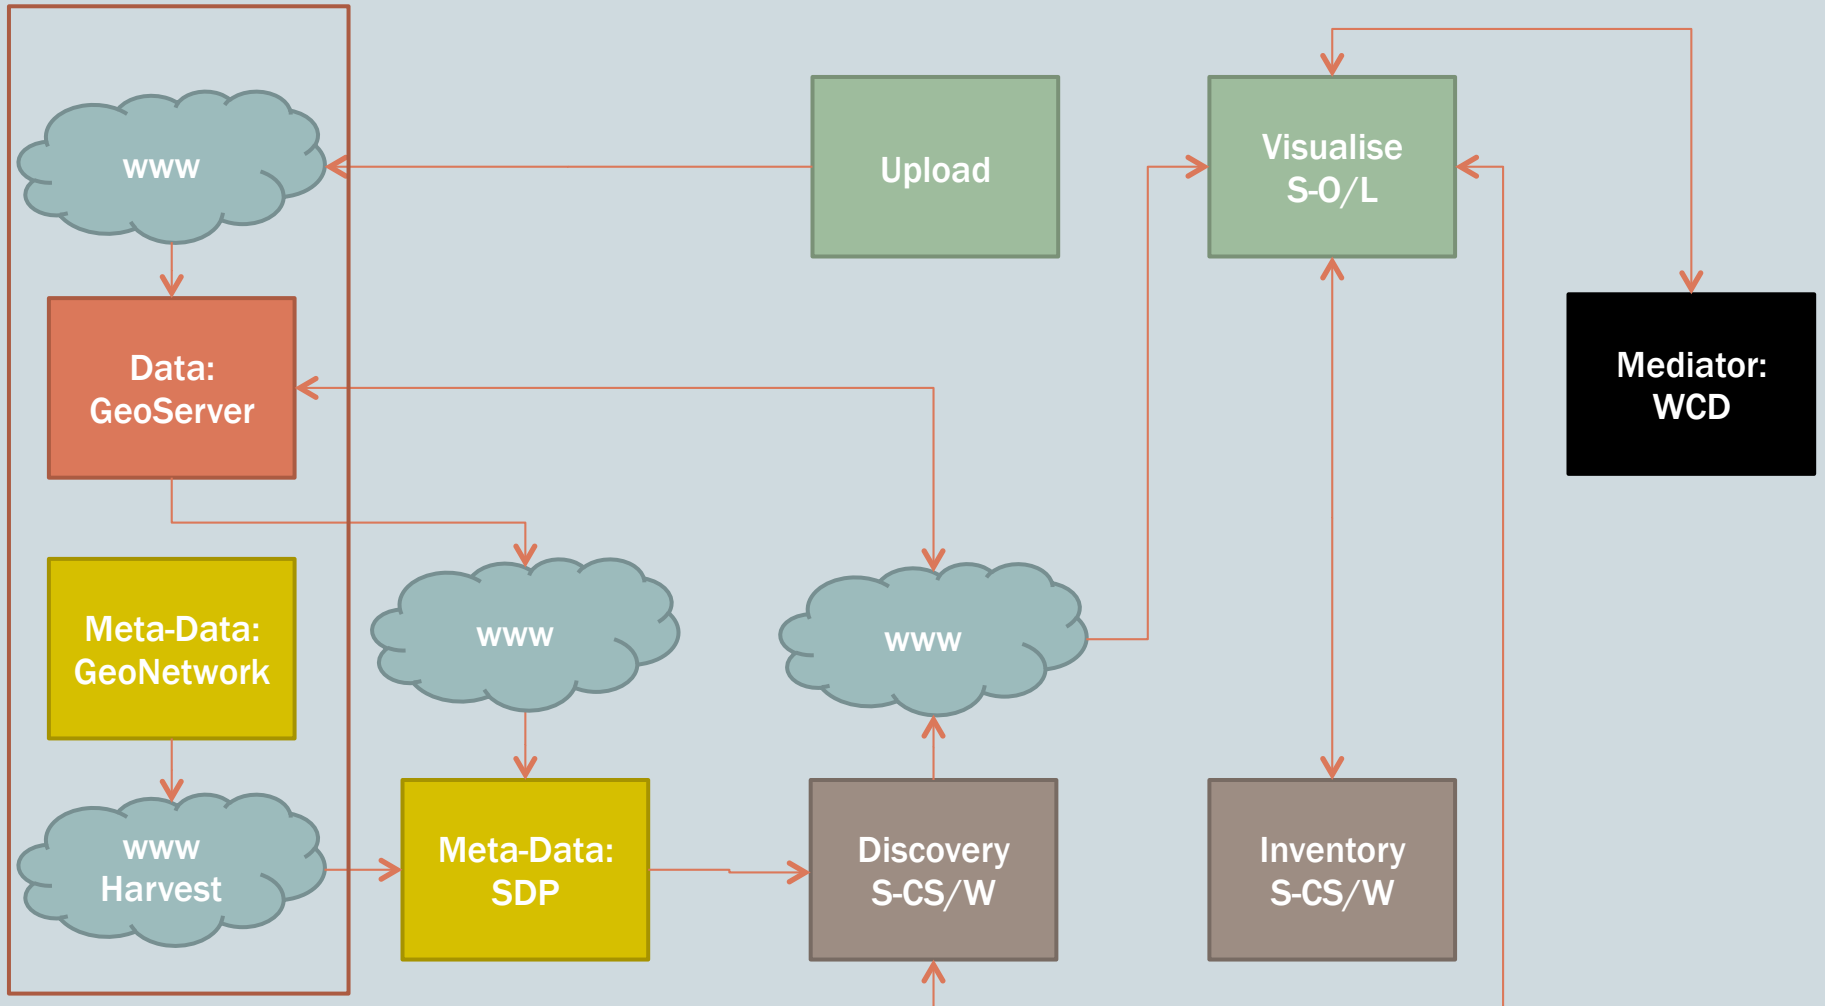 www
Upload
Visualise
S-O/L
Data:
GeoServer
Mediator:
WCD
Meta-Data:
GeoNetwork
www
www
www
Harvest
Meta-Data:
SDP
Discovery
S-CS/W
Inventory
S-CS/W